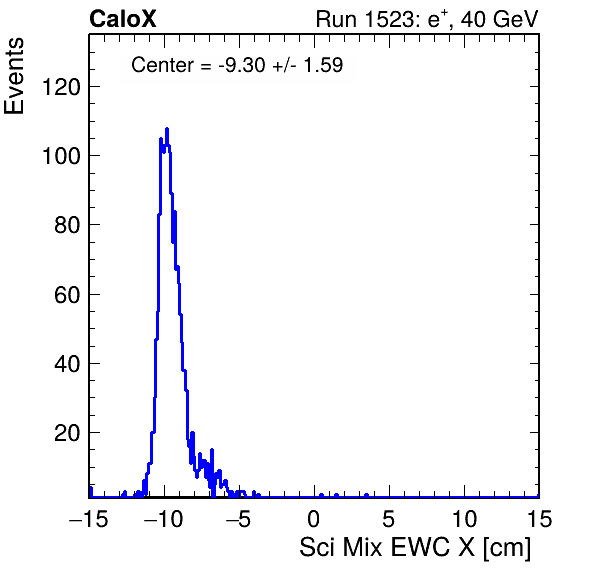 CaloX
Run 1523: e+, 40 GeV
Events
Center = -9.30 +/- 1.59
120
100
80
60
40
20
−15
−10
−5
0
5
10
15
Sci Mix EWC X [cm]